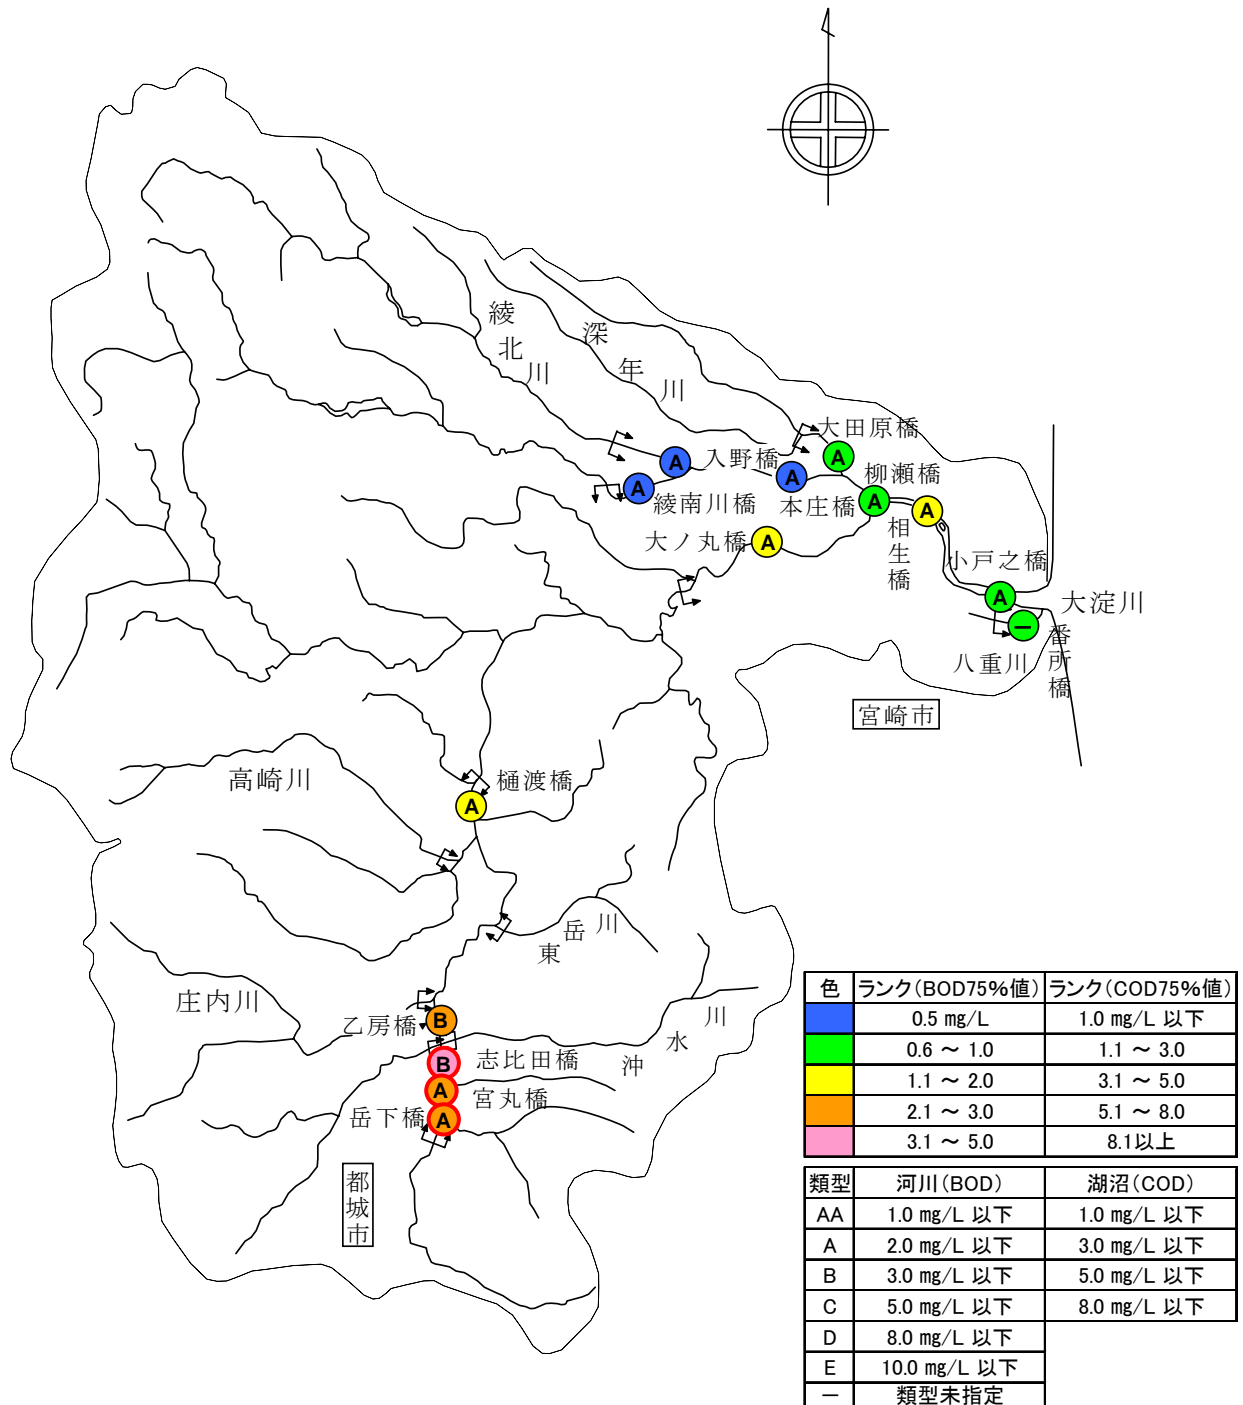 綾北川
深年川
大田原橋
A
A
入野橋
A
柳瀬橋
A
綾南川橋
本庄橋
A
A
相生橋
大ノ丸橋
A
小戸之橋
A
大淀川
―
番所橋
八重川
宮崎市
高崎川
樋渡橋
A
東岳川
庄内川
乙房橋
B
沖水川
B
志比田橋
A
宮丸橋
岳下橋
A
都城市
色 ランク(BOD75%値) ランク(COD75%値)
0.5 mg/L 1.0 mg/L 以下
0.6 ～ 1.0 1.1 ～ 3.0
1.1 ～ 2.0 3.1 ～ 5.0
2.1 ～ 3.0 5.1 ～ 8.0
3.1 ～ 5.0 8.1以上
類型 河川(BOD) 湖沼(COD)
AA 1.0 mg/L 以下 1.0 mg/L 以下
A 2.0 mg/L 以下 3.0 mg/L 以下
B 3.0 mg/L 以下 5.0 mg/L 以下
C 5.0 mg/L 以下 8.0 mg/L 以下
D 8.0 mg/L 以下
E 10.0 mg/L 以下
― 類型未指定